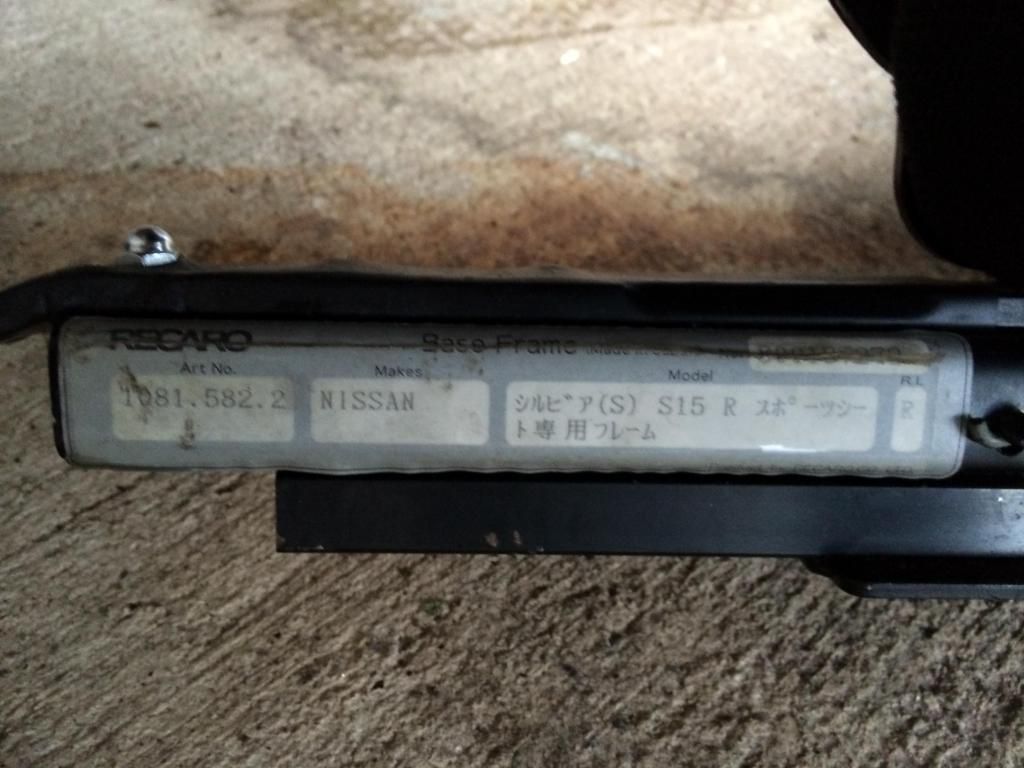 RECARO Base Frame
Art No. Makes Model R.L
1081.582.2 NISSAN シルビア(S) S15 R スポーツシー
ト専用フレーム R